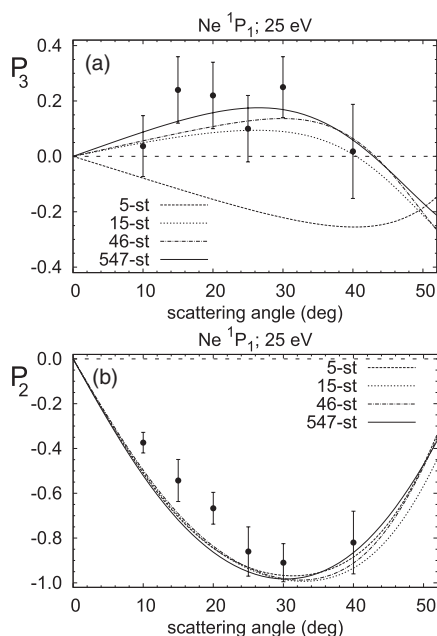 Ne ¹P₁; 25 eV
P₃
(a)
0.4
0.2
0.0
-0.2
-0.4
5-st
15-st
46-st
547-st
0 10 20 30 40 50
scattering angle (deg)
Ne ¹P₁; 25 eV
P₂
(b)
0.0
-0.2
-0.4
-0.6
-0.8
-1.0
5-st
15-st
46-st
547-st
0 10 20 30 40 50
scattering angle (deg)